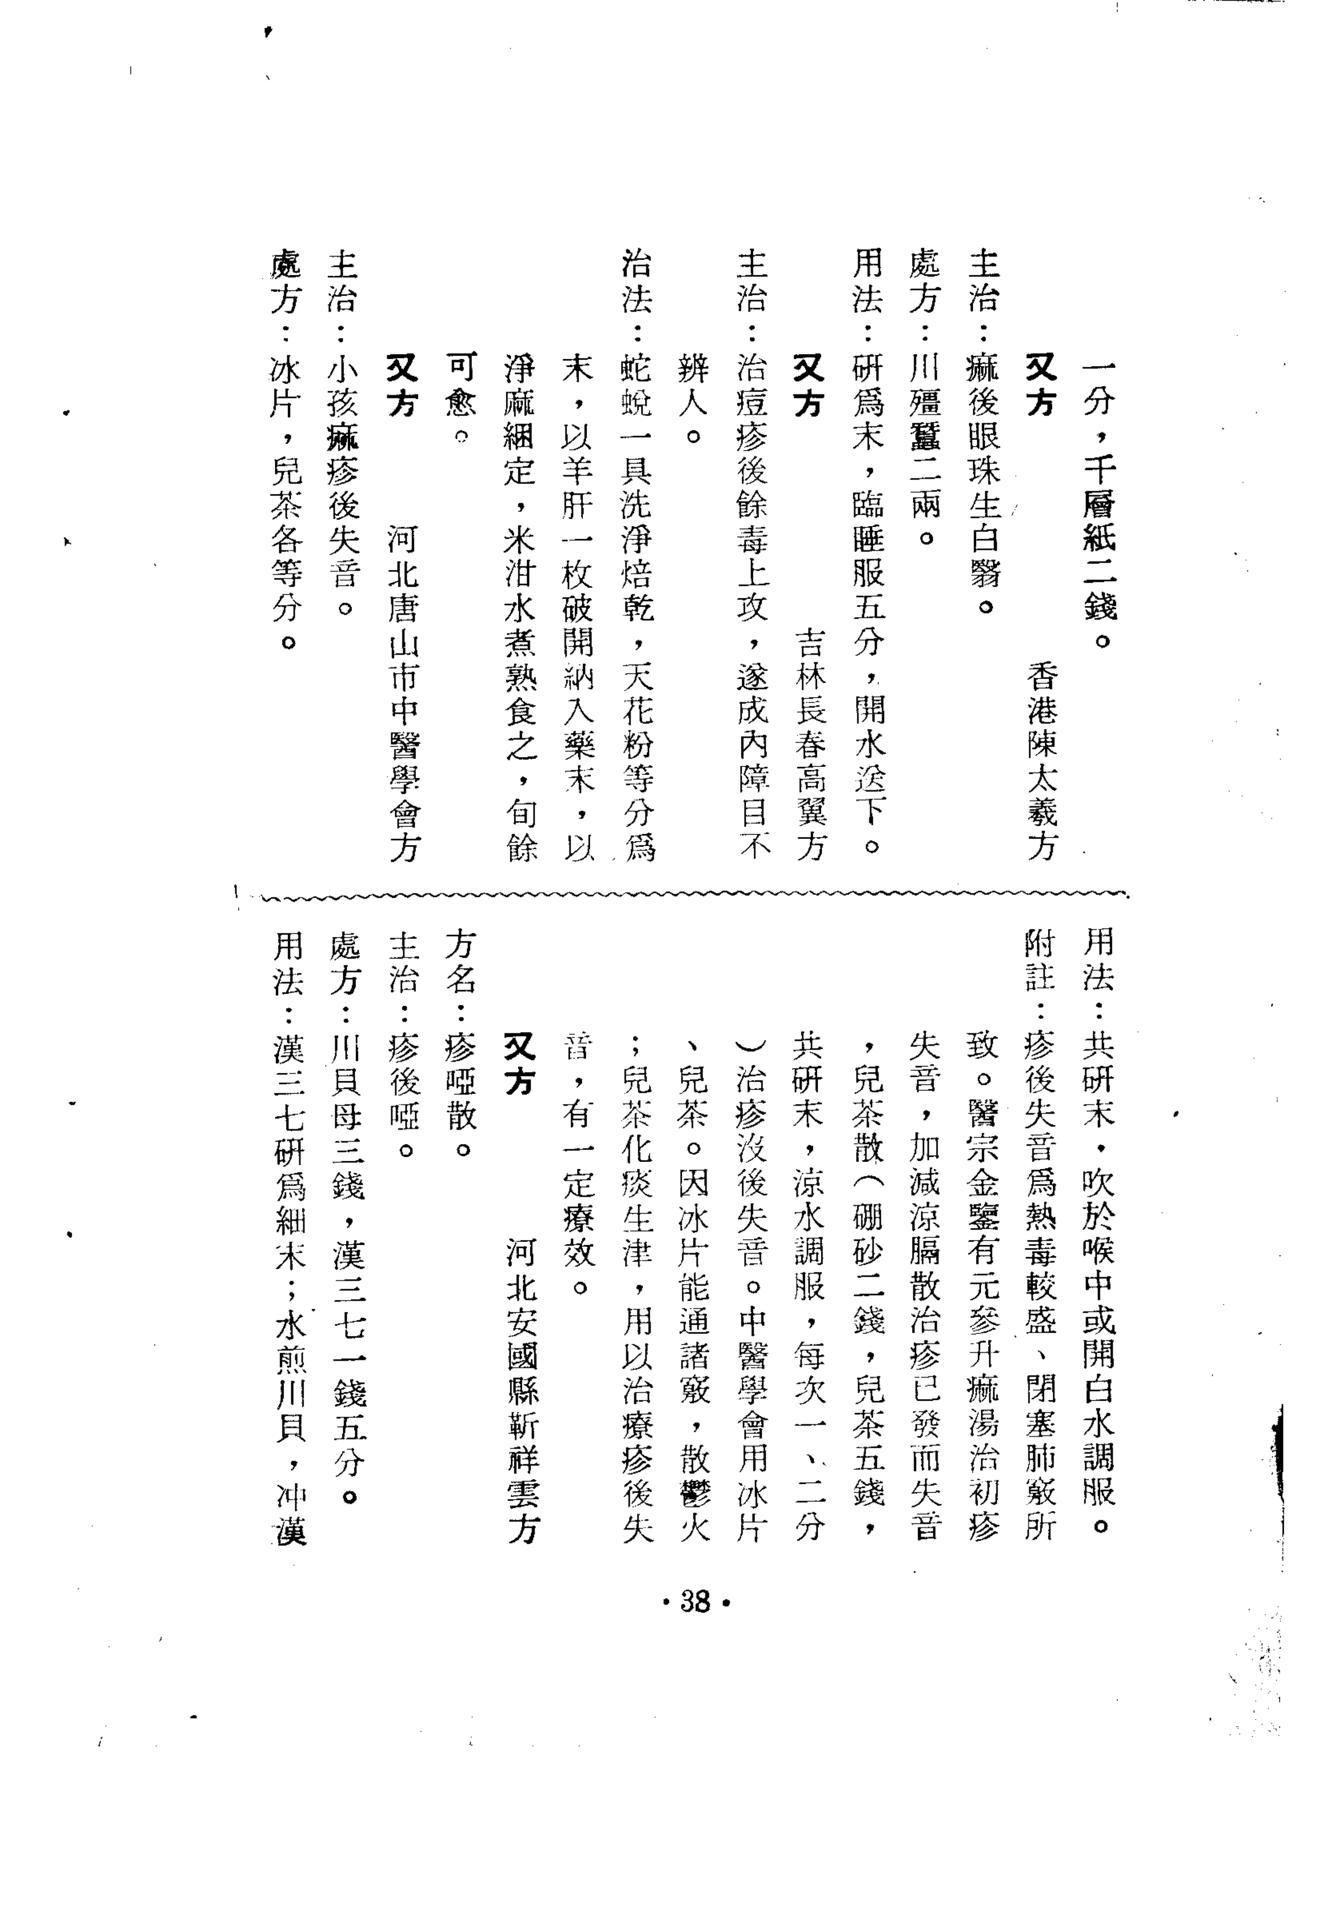 一分，千層紙二錢。
又方　香港陳太羲方
主治：痲後眼珠生白翳。
處方：川殭蠶二兩。
用法：硏爲末，臨睡服五分，開水送下。
又方　吉林長春高翼方
主治：治痘疹後餘毒上攻，遂成內障目不
辨人。
治法：蛇蛻一具洗淨焙乾，天花粉等分爲
末，以羊肝一枚破開納入藥末，以
淨麻綑定，米泔水煮熟食之，旬餘
可愈。
又方　河北唐山市中醫學會方
主治：小孩痲疹後失音。
處方：冰片，兒茶各等分。
用法：共硏末，吹於喉中或開白水調服。
附註：疹後失音爲熱毒較盛、閉塞肺竅所
致。醫宗金鑒有元參升痲湯治初疹
失音，加減涼膈散治疹已發而失音
，兒茶散（硼砂二錢，兒茶五錢，
共硏末，涼水調服，每次一、二分
）治疹沒後失音。中醫學會用冰片
、兒茶。因冰片能通諸竅，散鬱火
；兒茶化痰生津，用以治療疹後失
音，有一定療效。
又方　河北安國縣靳祥雲方
方名：疹啞散。
主治：疹後啞。
處方：川貝母三錢，漢三七一錢五分。
用法：漢三七硏爲細末；水煎川貝，冲漢
·38·